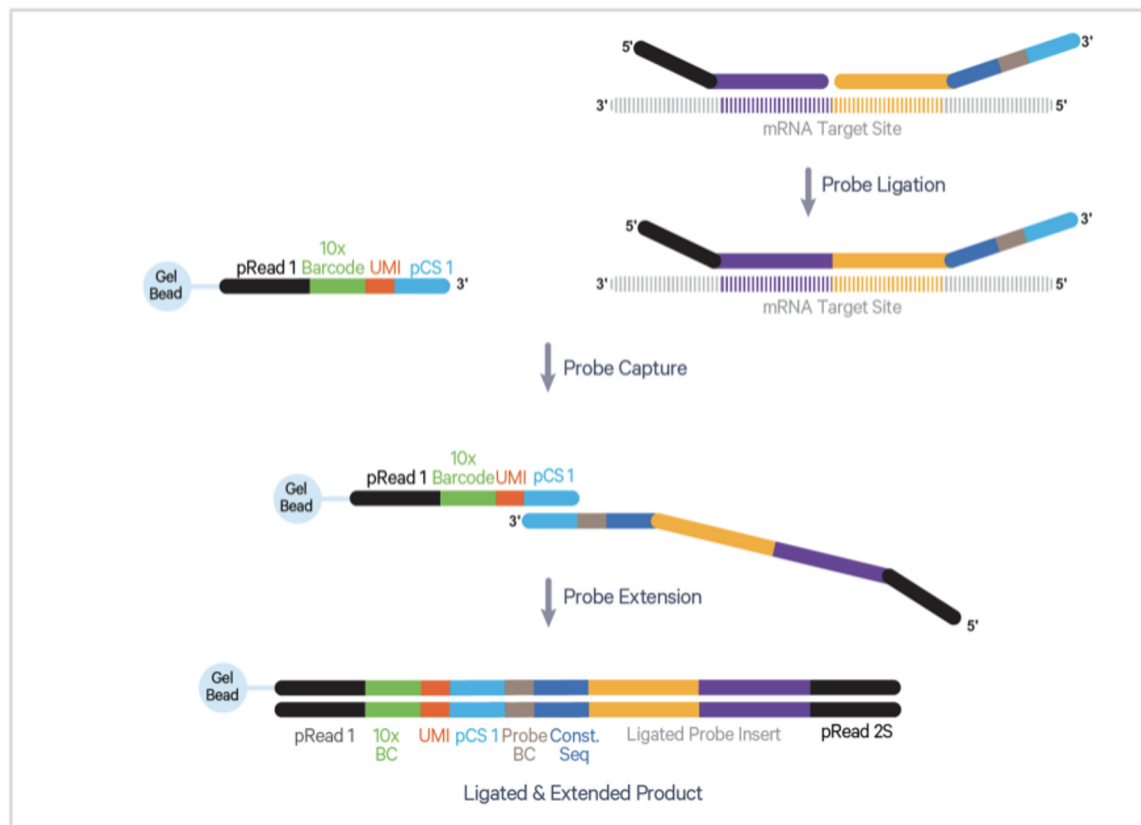 5'
3'
3'
5'
mRNA Target Site
Probe Ligation
5'
3'
3'
5'
mRNA Target Site
Gel
Bead
10x
pRead 1 Barcode UMI pCS 1
3'
Probe Capture
Gel
Bead
10x
pRead 1 Barcode UMI pCS 1
3'
5'
Probe Extension
Gel
Bead
pRead 1 10x UMI pCS 1 Probe Const. Ligated Probe Insert pRead 2S
BC BC Seq
Ligated & Extended Product